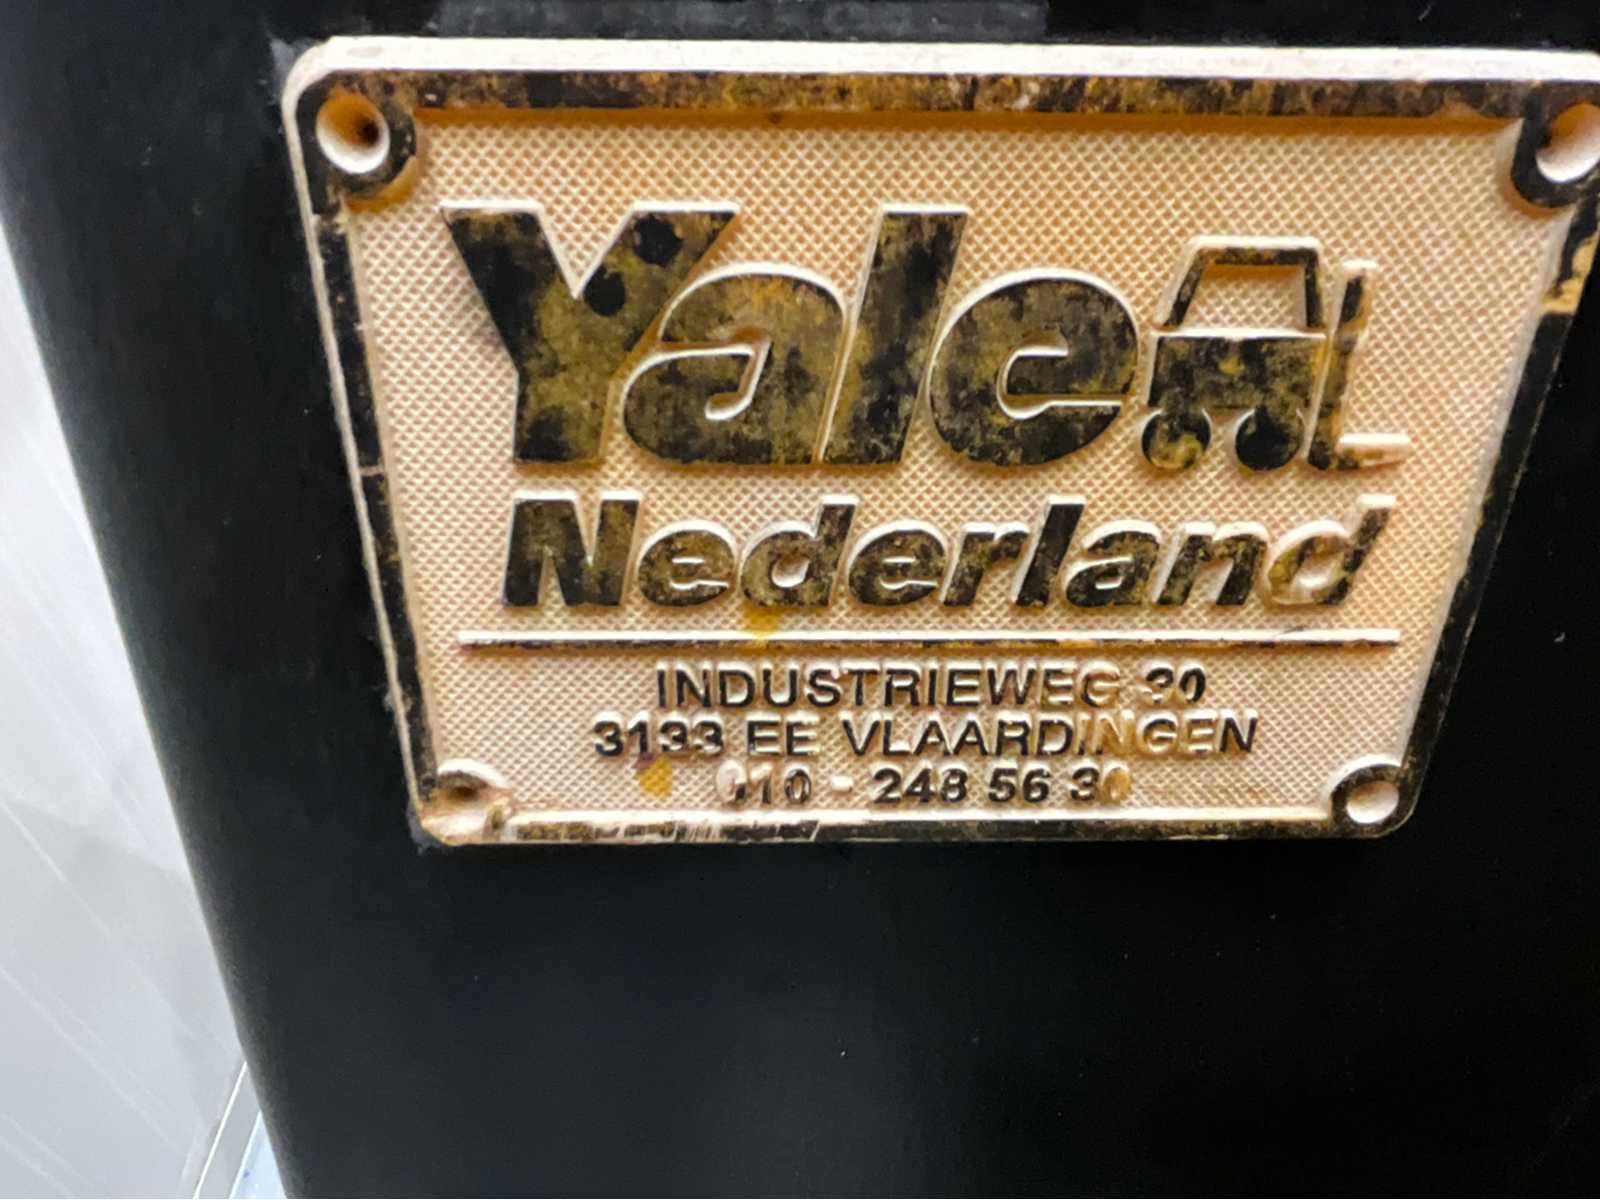 Yale
Nederland
INDUSTRIEWEG 30
3133 EE VLAARDINGEN
010 - 248 56 30